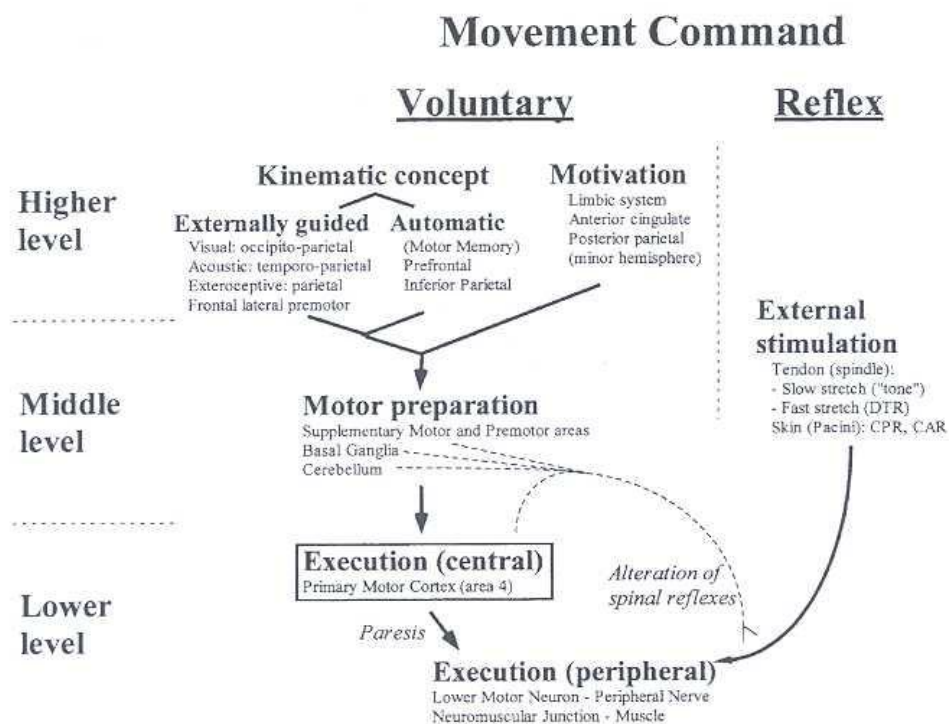 Movement Command
Voluntary
Reflex
Higher
level
Kinematic concept
Externally guided
Visual: occipito-parietal
Acoustic: temporo-parietal
Exteroceptive: parietal
Frontal lateral premotor
Automatic
(Motor Memory)
Prefrontal
Inferior Parietal
Motivation
Limbic system
Anterior cingulate
Posterior parietal
(minor hemisphere)
External
stimulation
Tendon (spindle):
- Slow stretch ("tone")
- Fast stretch (DTR)
Skin (Pacini): CPR, CAR
Middle
level
Motor preparation
Supplementary Motor and Premotor areas
Basal Ganglia
Cerebellum
Lower
level
Execution (central)
Primary Motor Cortex (area 4)
Alteration of
spinal reflexes
Paresis
Execution (peripheral)
Lower Motor Neuron - Peripheral Nerve
Neuromuscular Junction - Muscle